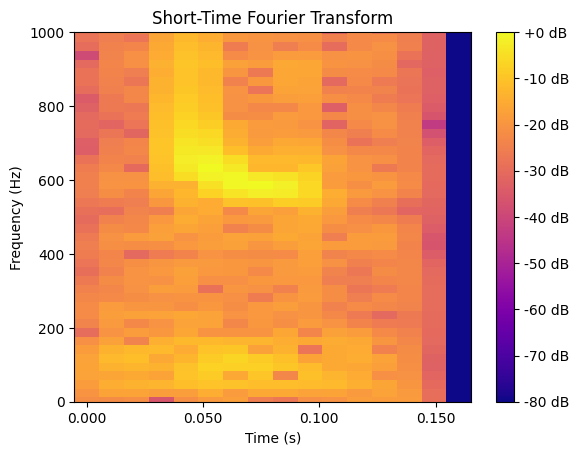 Short-Time Fourier Transform
Frequency (Hz)
1000
800
600
400
200
0
0.000
0.050
0.100
0.150
Time (s)
+0 dB
-10 dB
-20 dB
-30 dB
-40 dB
-50 dB
-60 dB
-70 dB
-80 dB